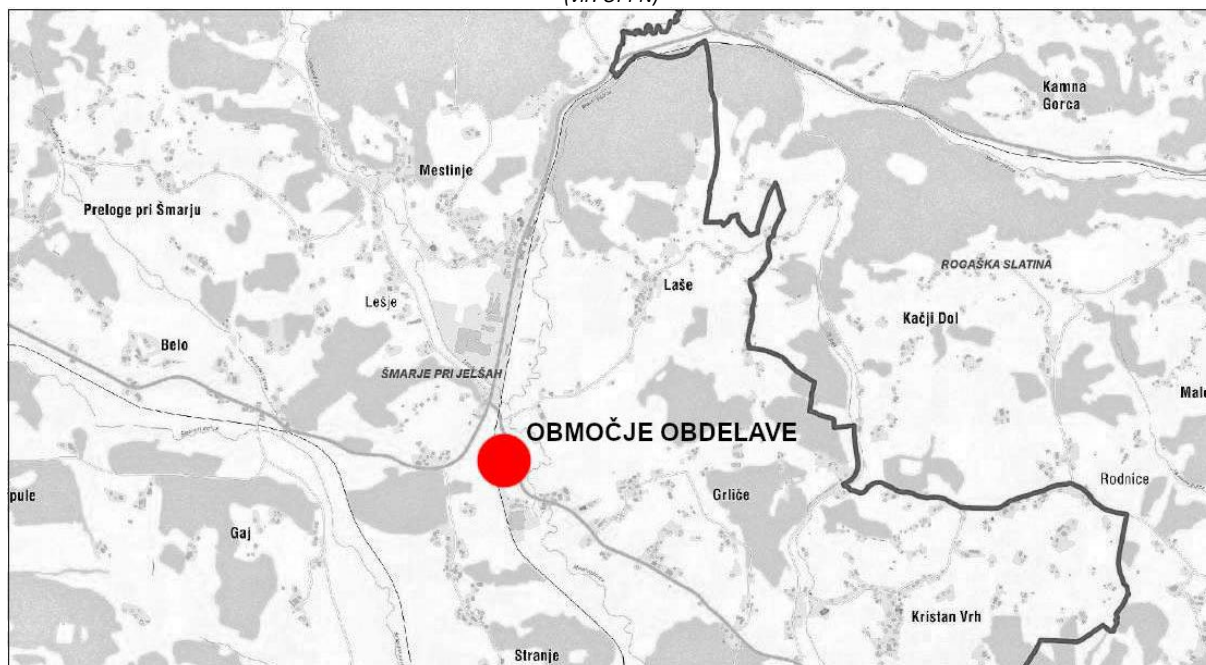 Kamna
Gorca
Mestinje
Preloge pri Šmarju
ROGAŠKA SLATINA
Laše
Lešje
Kačji Dol
Belo
ŠMARJE PRI JELŠAH
OBMOČJE OBDELAVE
Rodnice
Grliče
Gaj
Kristan Vrh
Stranje